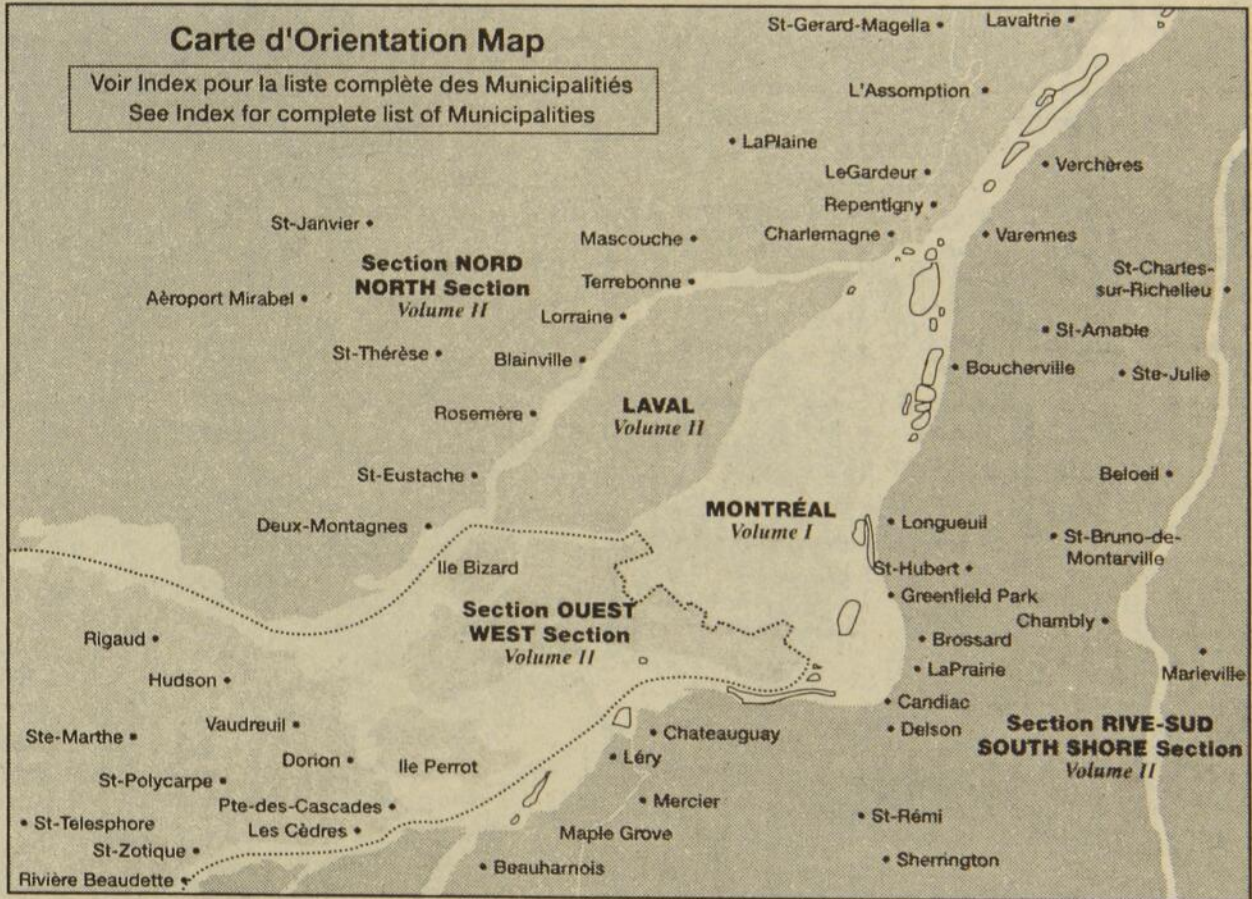 Carte d'Orientation Map
Voir Index pour la liste complète des Municipalitiés
See Index for complete list of Municipalities
St-Gerard-Magella
Lavaltrie
L'Assomption
LaPlaine
LeGardeur
Verchères
Repentigny
St-Janvier
Mascouche
Charlemagne
Varennes
Section NORD
NORTH Section
Volume II
Terrebonne
St-Charles-
sur-Richelieu
Aèroport Mirabel
Lorraine
St-Amable
St-Thérèse
Blainville
Boucherville
Ste-Julie
LAVAL
Volume II
Rosemère
St-Eustache
Beloeil
MONTRÉAL
Volume I
Deux-Montagnes
Longueuil
St-Bruno-de-
Montarville
Ile Bizard
St-Hubert
Section OUEST
WEST Section
Volume II
Greenfield Park
Chambly
Rigaud
Brossard
Hudson
LaPrairie
Marieville
Candiac
Vaudreuil
Ste-Marthe
Chateauguay
Delson
Section RIVE-SUD
SOUTH SHORE Section
Volume II
Dorion
Ile Perrot
Léry
St-Polycarpe
Pte-des-Cascades
Mercier
St-Telesphore
Les Cèdres
Maple Grove
St-Rémi
St-Zotique
Beauharnois
Sherrington
Rivière Beaudette